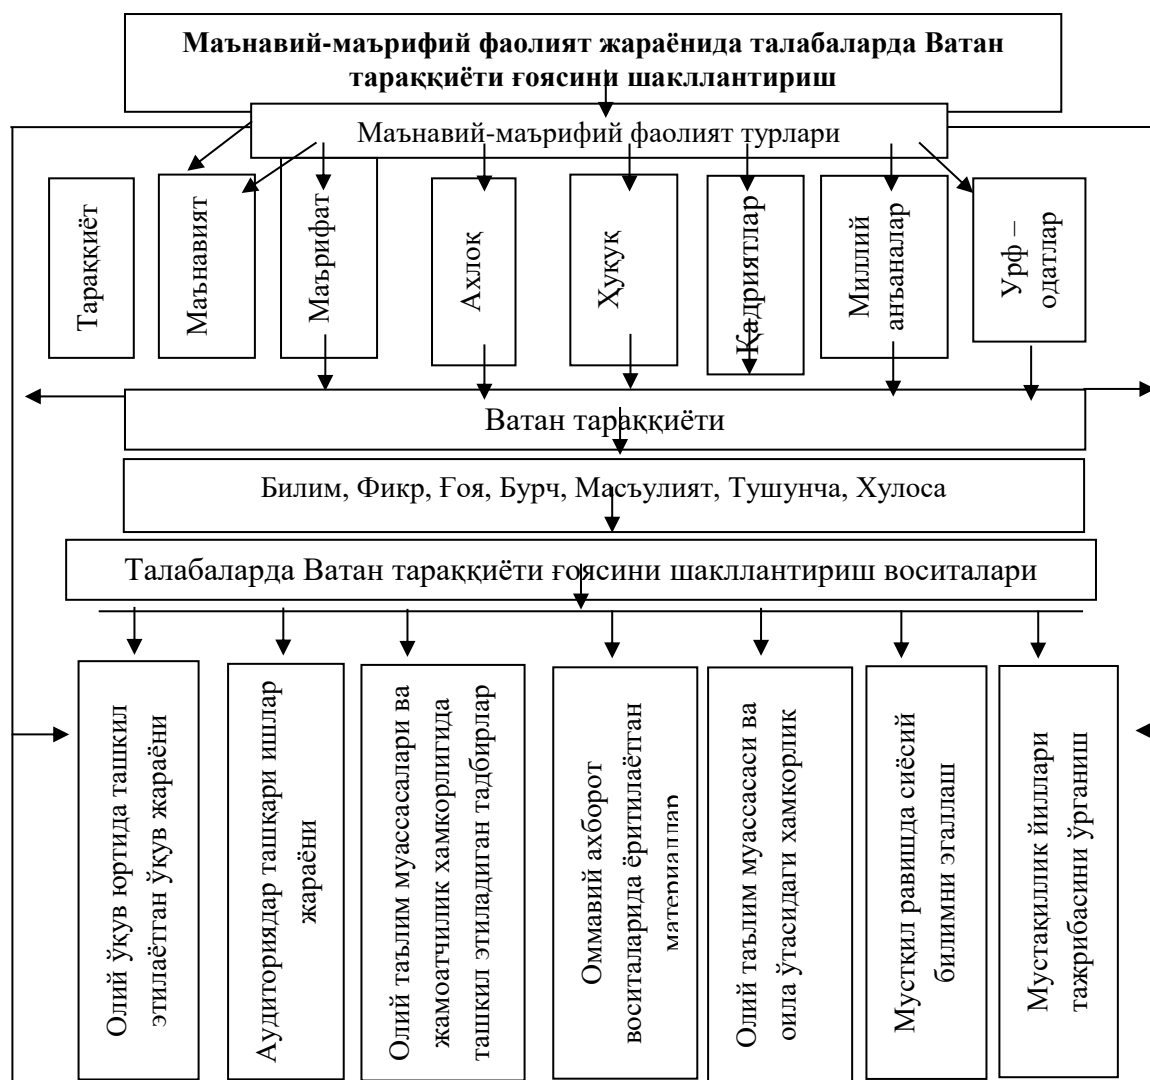 Маънавий-маърифий фаолият жараёнида талабаларда Ватан
тараққиёти ғоясини шакллантириш
Маънавий-маърифий фаолият турлари
Тараққиёт
Маънавият
Маърифат
Ахлоқ
Ҳуқуқ
Қадриятлар
Миллий
анъаналар
Урф –
одатлар
Ватан тараққиёти
Билим, Фикр, Ғоя, Бурч, Масъулият, Тушунча, Хулоса
Талабаларда Ватан тараққиёти ғоясини шакллантириш воситалари
Олий ўқув юртида ташкил
этилаётган ўқув жараёни
Аудиториядар ташқари ишлар
жараёни
Олий таълим муассасалари ва
жамоатчилик хамкорлигида
ташкил этиладиган тадбирлар
Оммавий ахборот
воситаларида ёритилаётган
материаллар
Олий таълим муассасаси ва
оила ўтасидаги хамкорлик
Мустқил равишда сиёсий
билимни эгаллаш
Мустақиллик йиллари
тажрибасини ўрганиш